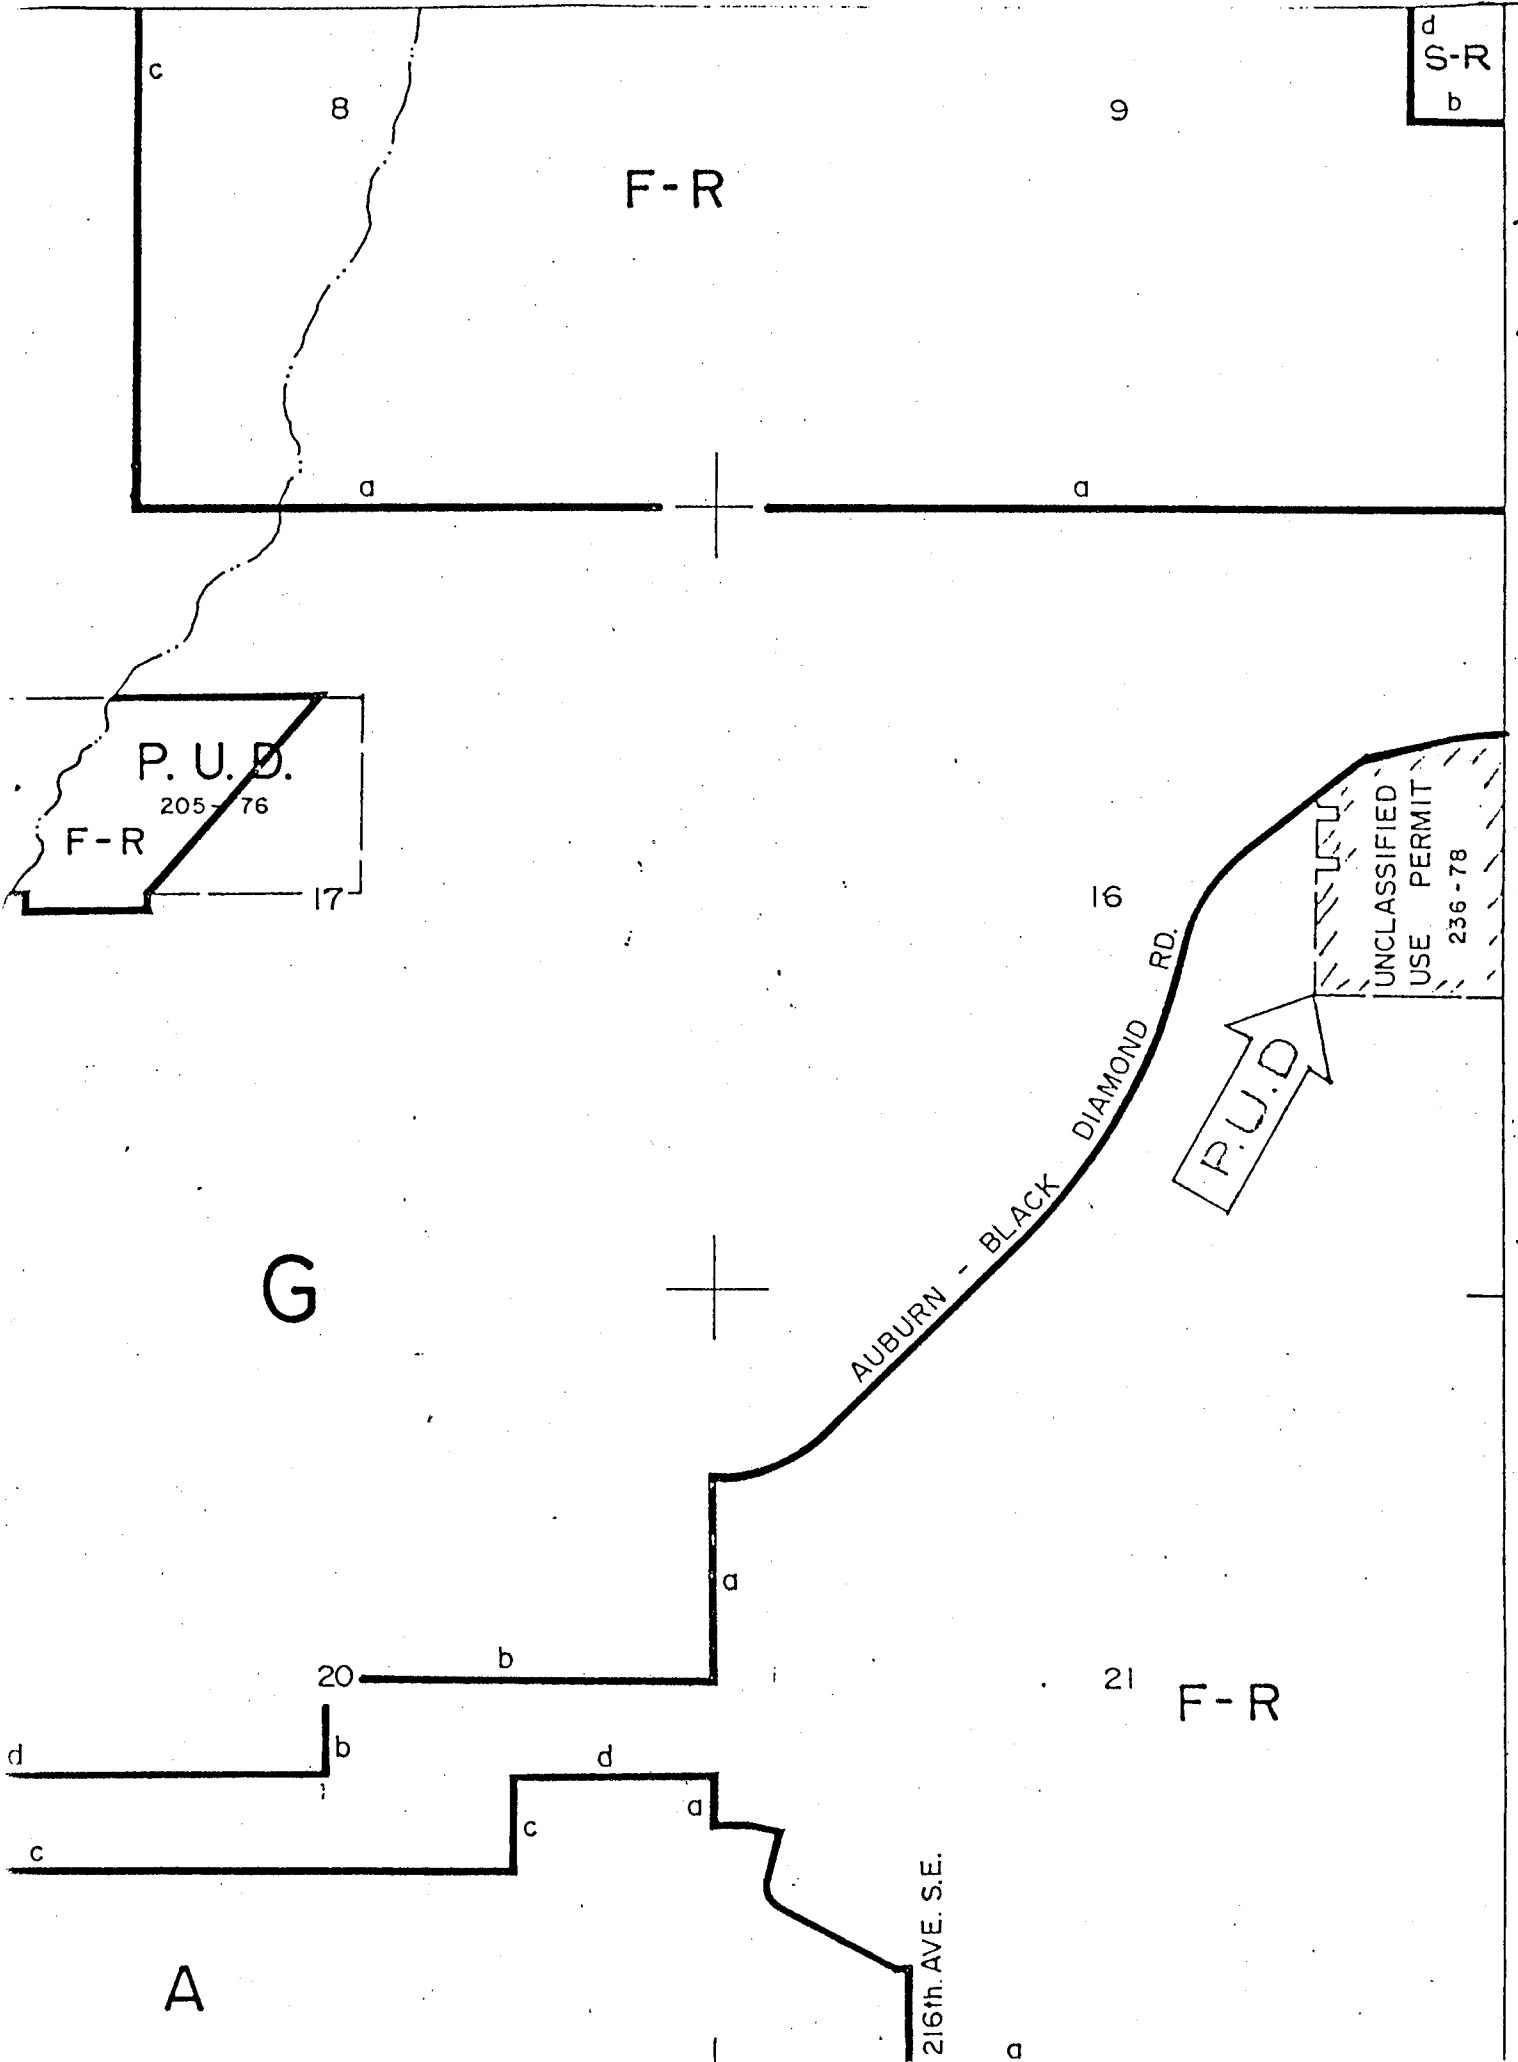 d
c
S-R
8
9
b
F-R
a
a
P. U. D.
205-76
F-R
17
16
UNCLASSIFIED
USE PERMIT
236-78
P.U.D
AUBURN - BLACK DIAMOND RD.
G
a
b
20
21
F-R
b
d
d
a
c
c
216th. AVE. S.E.
A
a